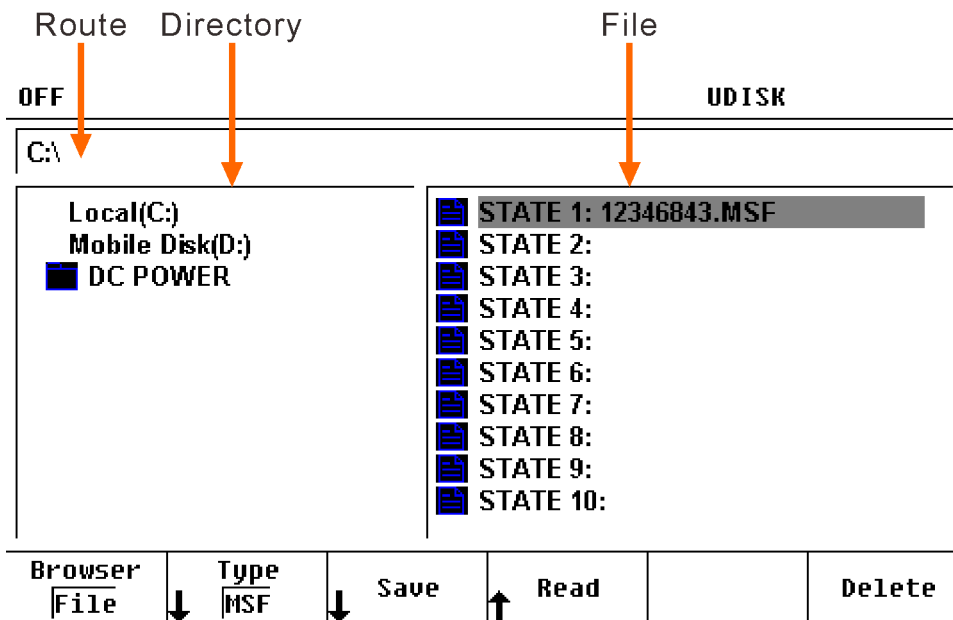 Route Directory File
OFF UDISK
C:\
Local(C:)
Mobile Disk(D:)
DC POWER
STATE 1: 12346843.MSF
STATE 2:
STATE 3:
STATE 4:
STATE 5:
STATE 6:
STATE 7:
STATE 8:
STATE 9:
STATE 10:
Browser Type Save Read Delete
File MSF